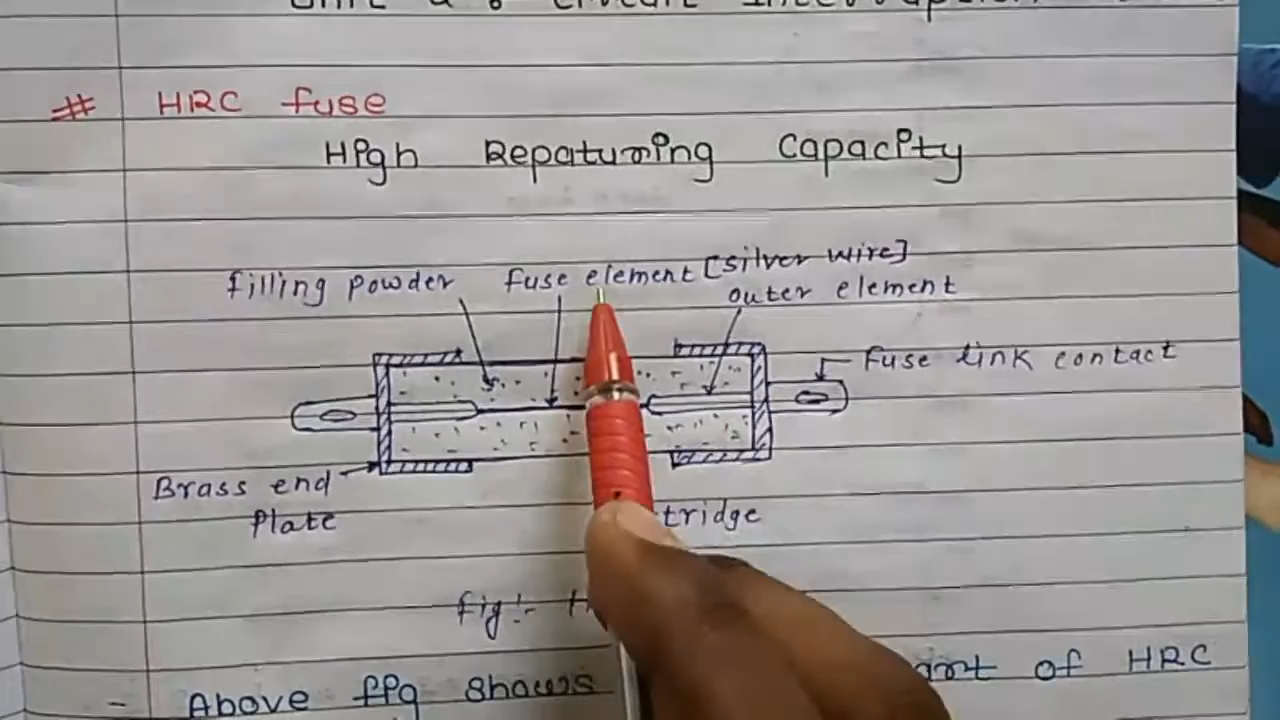 # HRC fuse
High Repaturing Capacity
filling powder fuse element [silver wire]
outer element
Fuse link contact
Brass end
Plate
tridge
fig:-
Above fig shows art of HRC